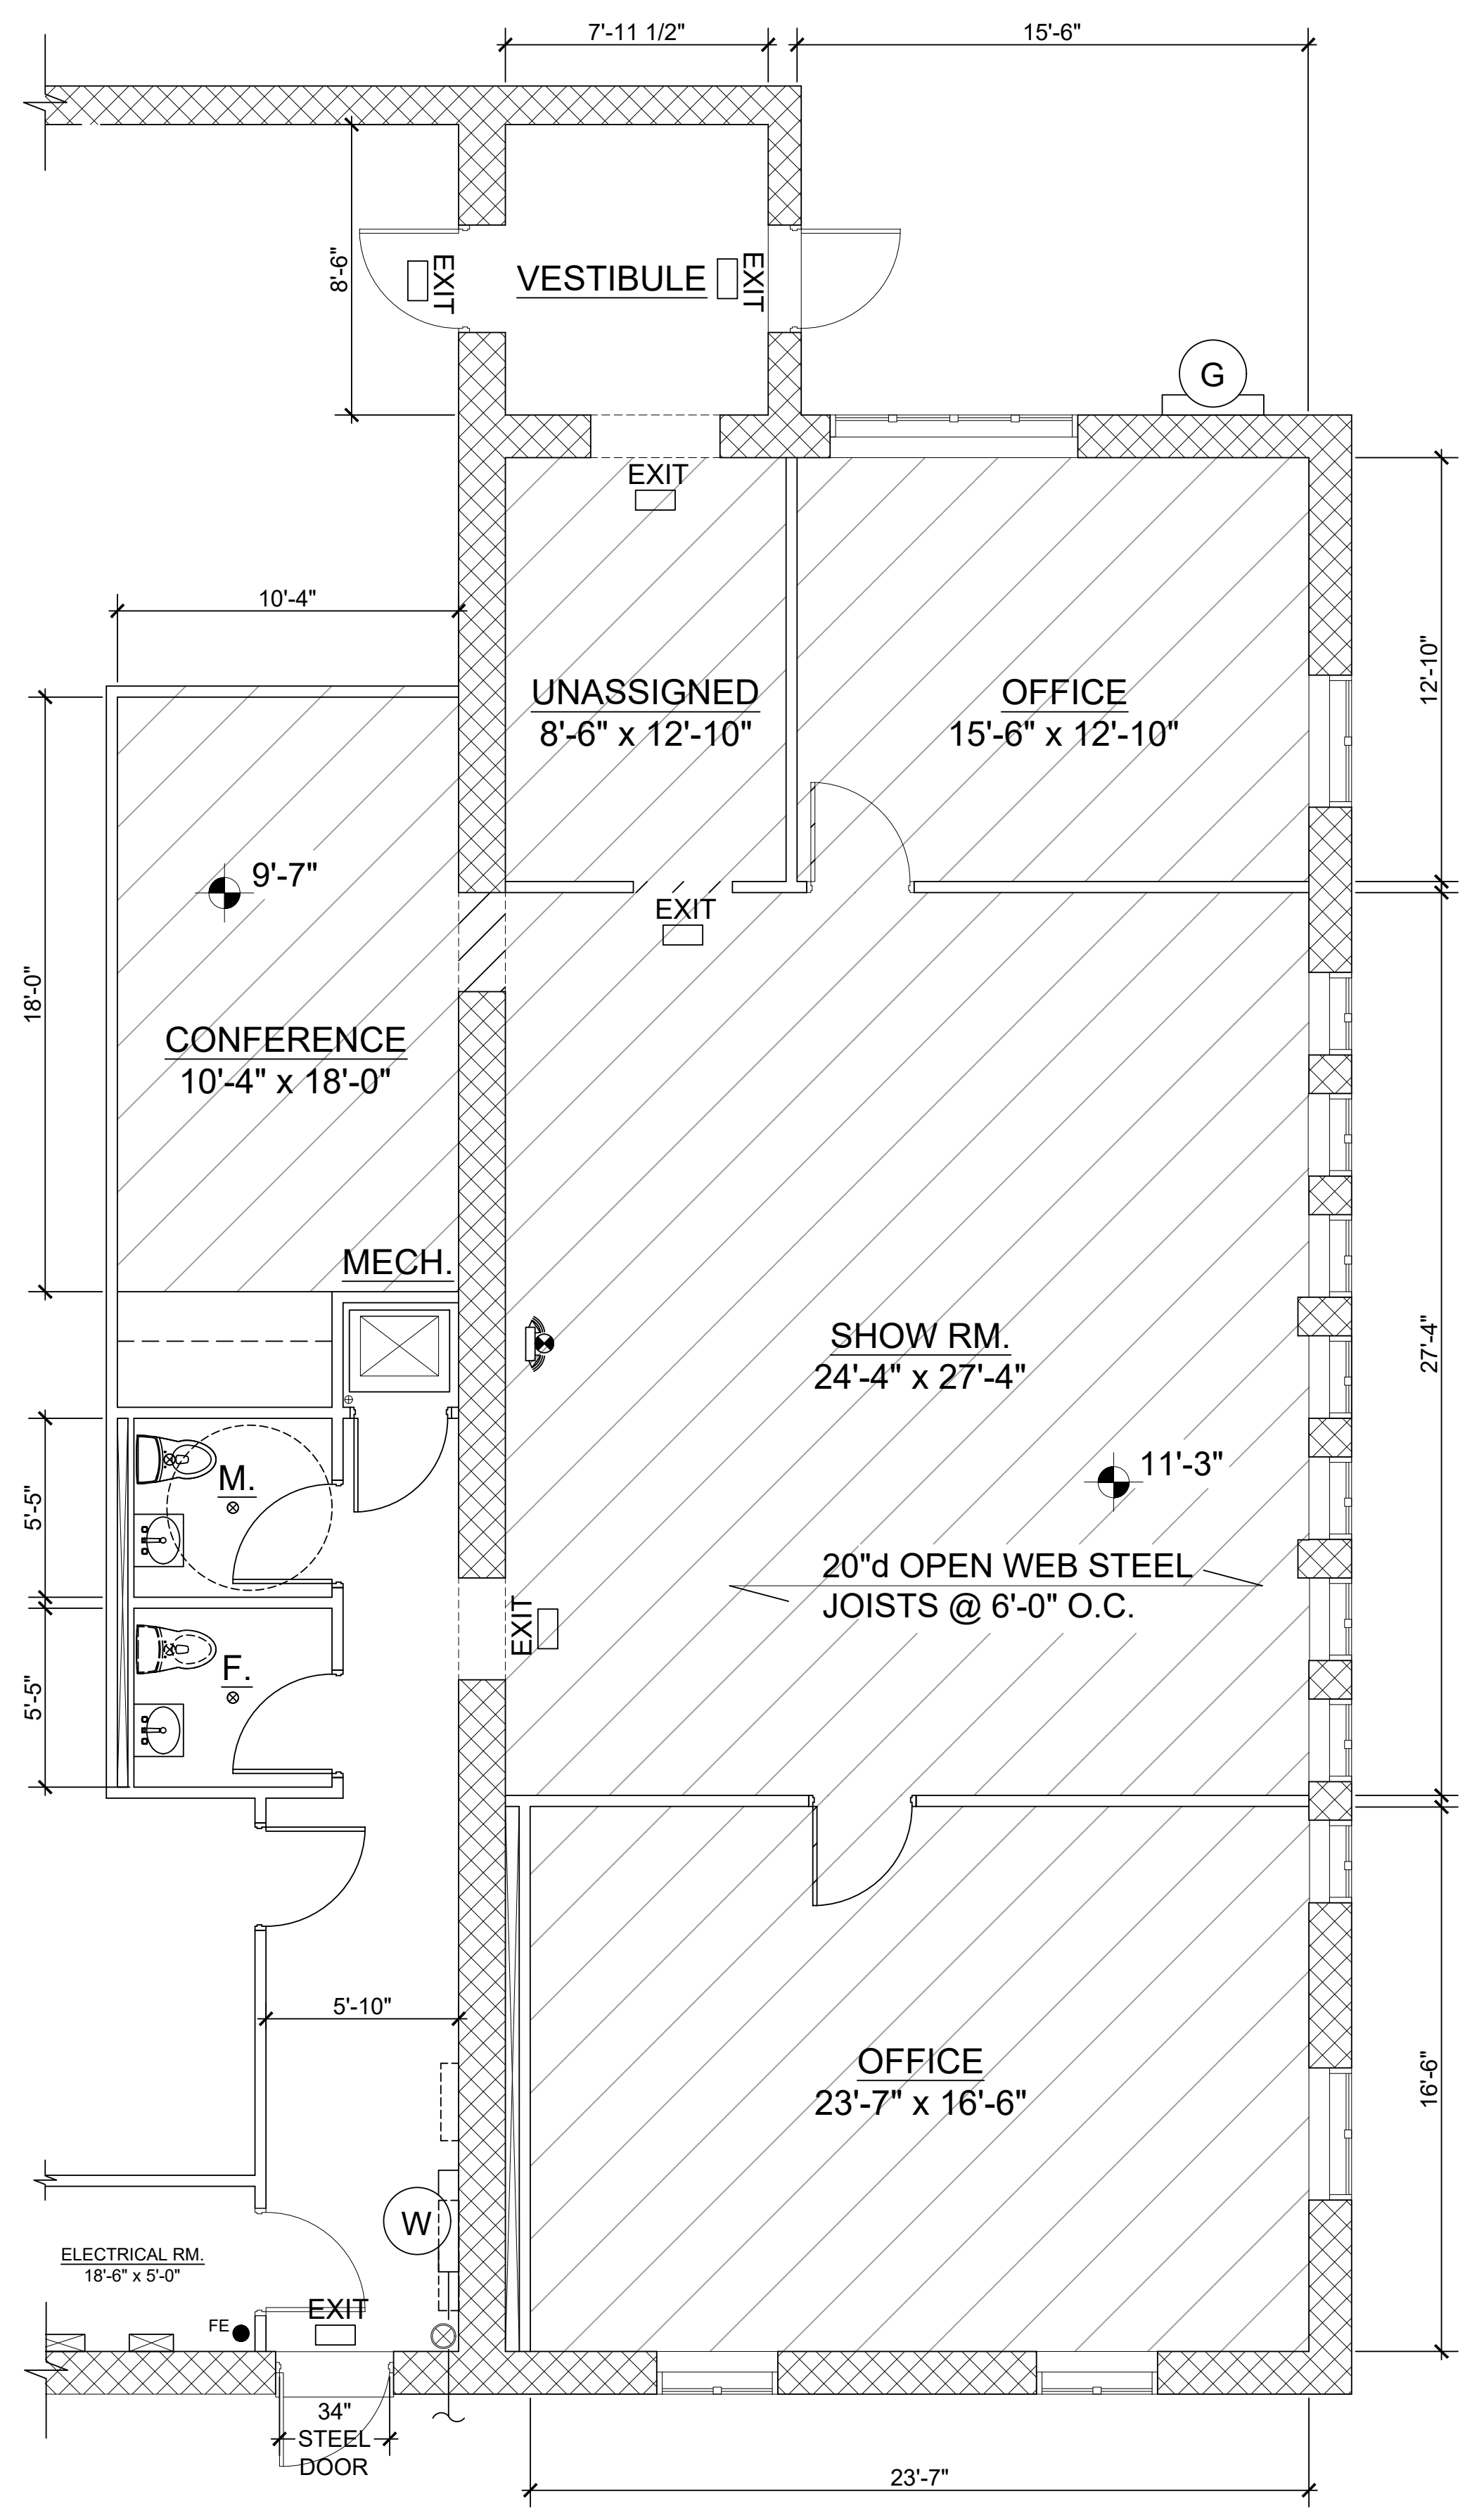 7'-11 1/2"
15'-6"
8'-6"
EXIT
VESTIBULE
EXIT
G
EXIT
10'-4"
12'-10"
UNASSIGNED
8'-6" x 12'-10"
OFFICE
15'-6" x 12'-10"
9'-7"
EXIT
18'-0"
CONFERENCE
10'-4" x 18'-0"
MECH.
SHOW RM.
24'-4" x 27'-4"
27'-4"
11'-3"
5'-5"
M.
20"d OPEN WEB STEEL
JOISTS @ 6'-0" O.C.
EXIT
5'-5"
F.
5'-10"
OFFICE
23'-7" x 16'-6"
16'-6"
W
ELECTRICAL RM.
18'-6" x 5'-0"
EXIT
FE
34"
STEEL
DOOR
23'-7"